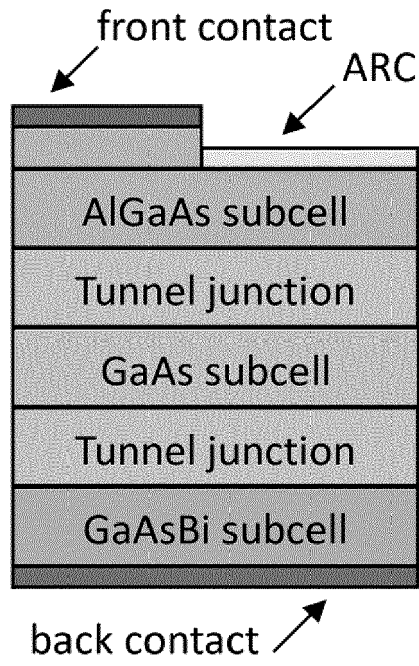 front contact
ARC
AlGaAs subcell
Tunnel junction
GaAs subcell
Tunnel junction
GaAsBi subcell
back contact